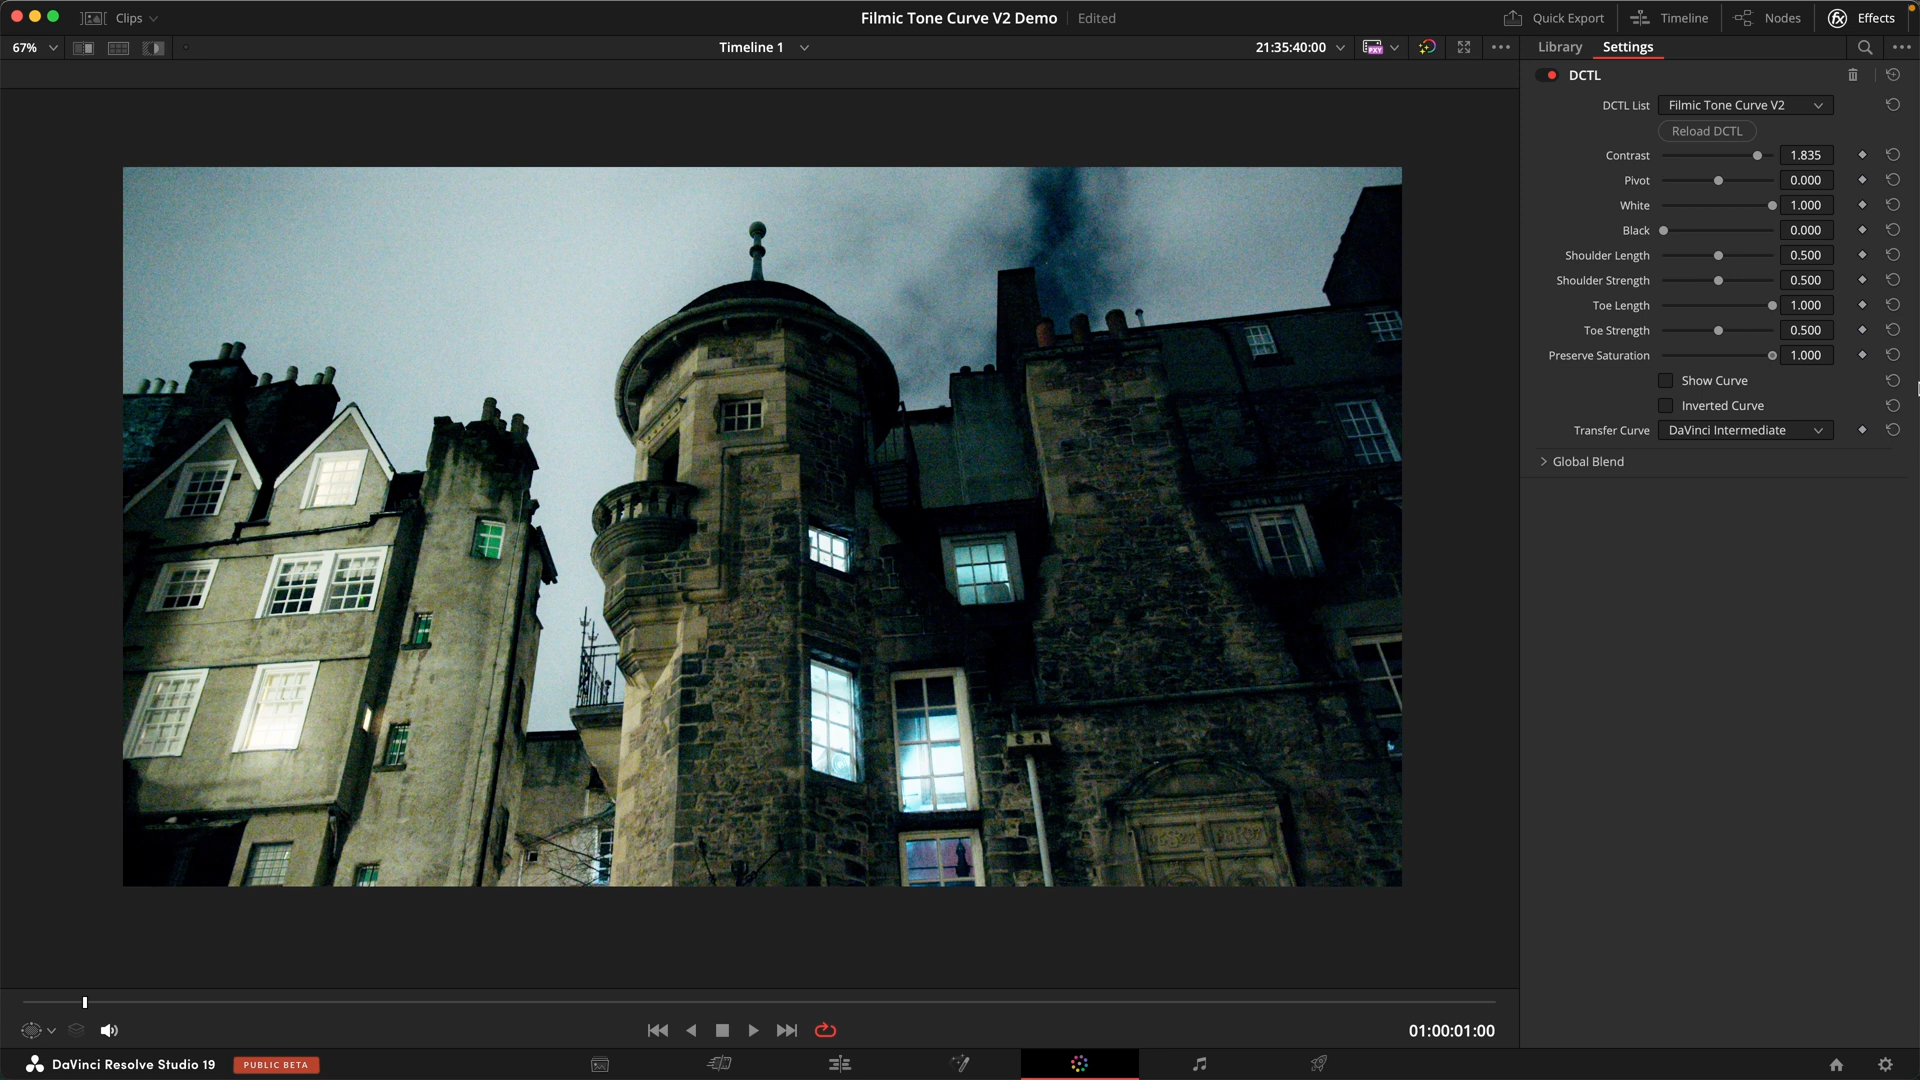 Clips
Filmic Tone Curve V2 Demo
Edited
Quick Export
Timeline
Nodes
Effects
67%
Timeline 1
21:35:40:00
PXY
Library
Settings
DCTL
DCTL List
Filmic Tone Curve V2
Reload DCTL
Contrast 1.835
Pivot 0.000
White 1.000
Black 0.000
Shoulder Length 0.500
Shoulder Strength 0.500
Toe Length 1.000
Toe Strength 0.500
Preserve Saturation 1.000
Show Curve
Inverted Curve
Transfer Curve DaVinci Intermediate
Global Blend
01:00:01:00
DaVinci Resolve Studio 19
PUBLIC BETA